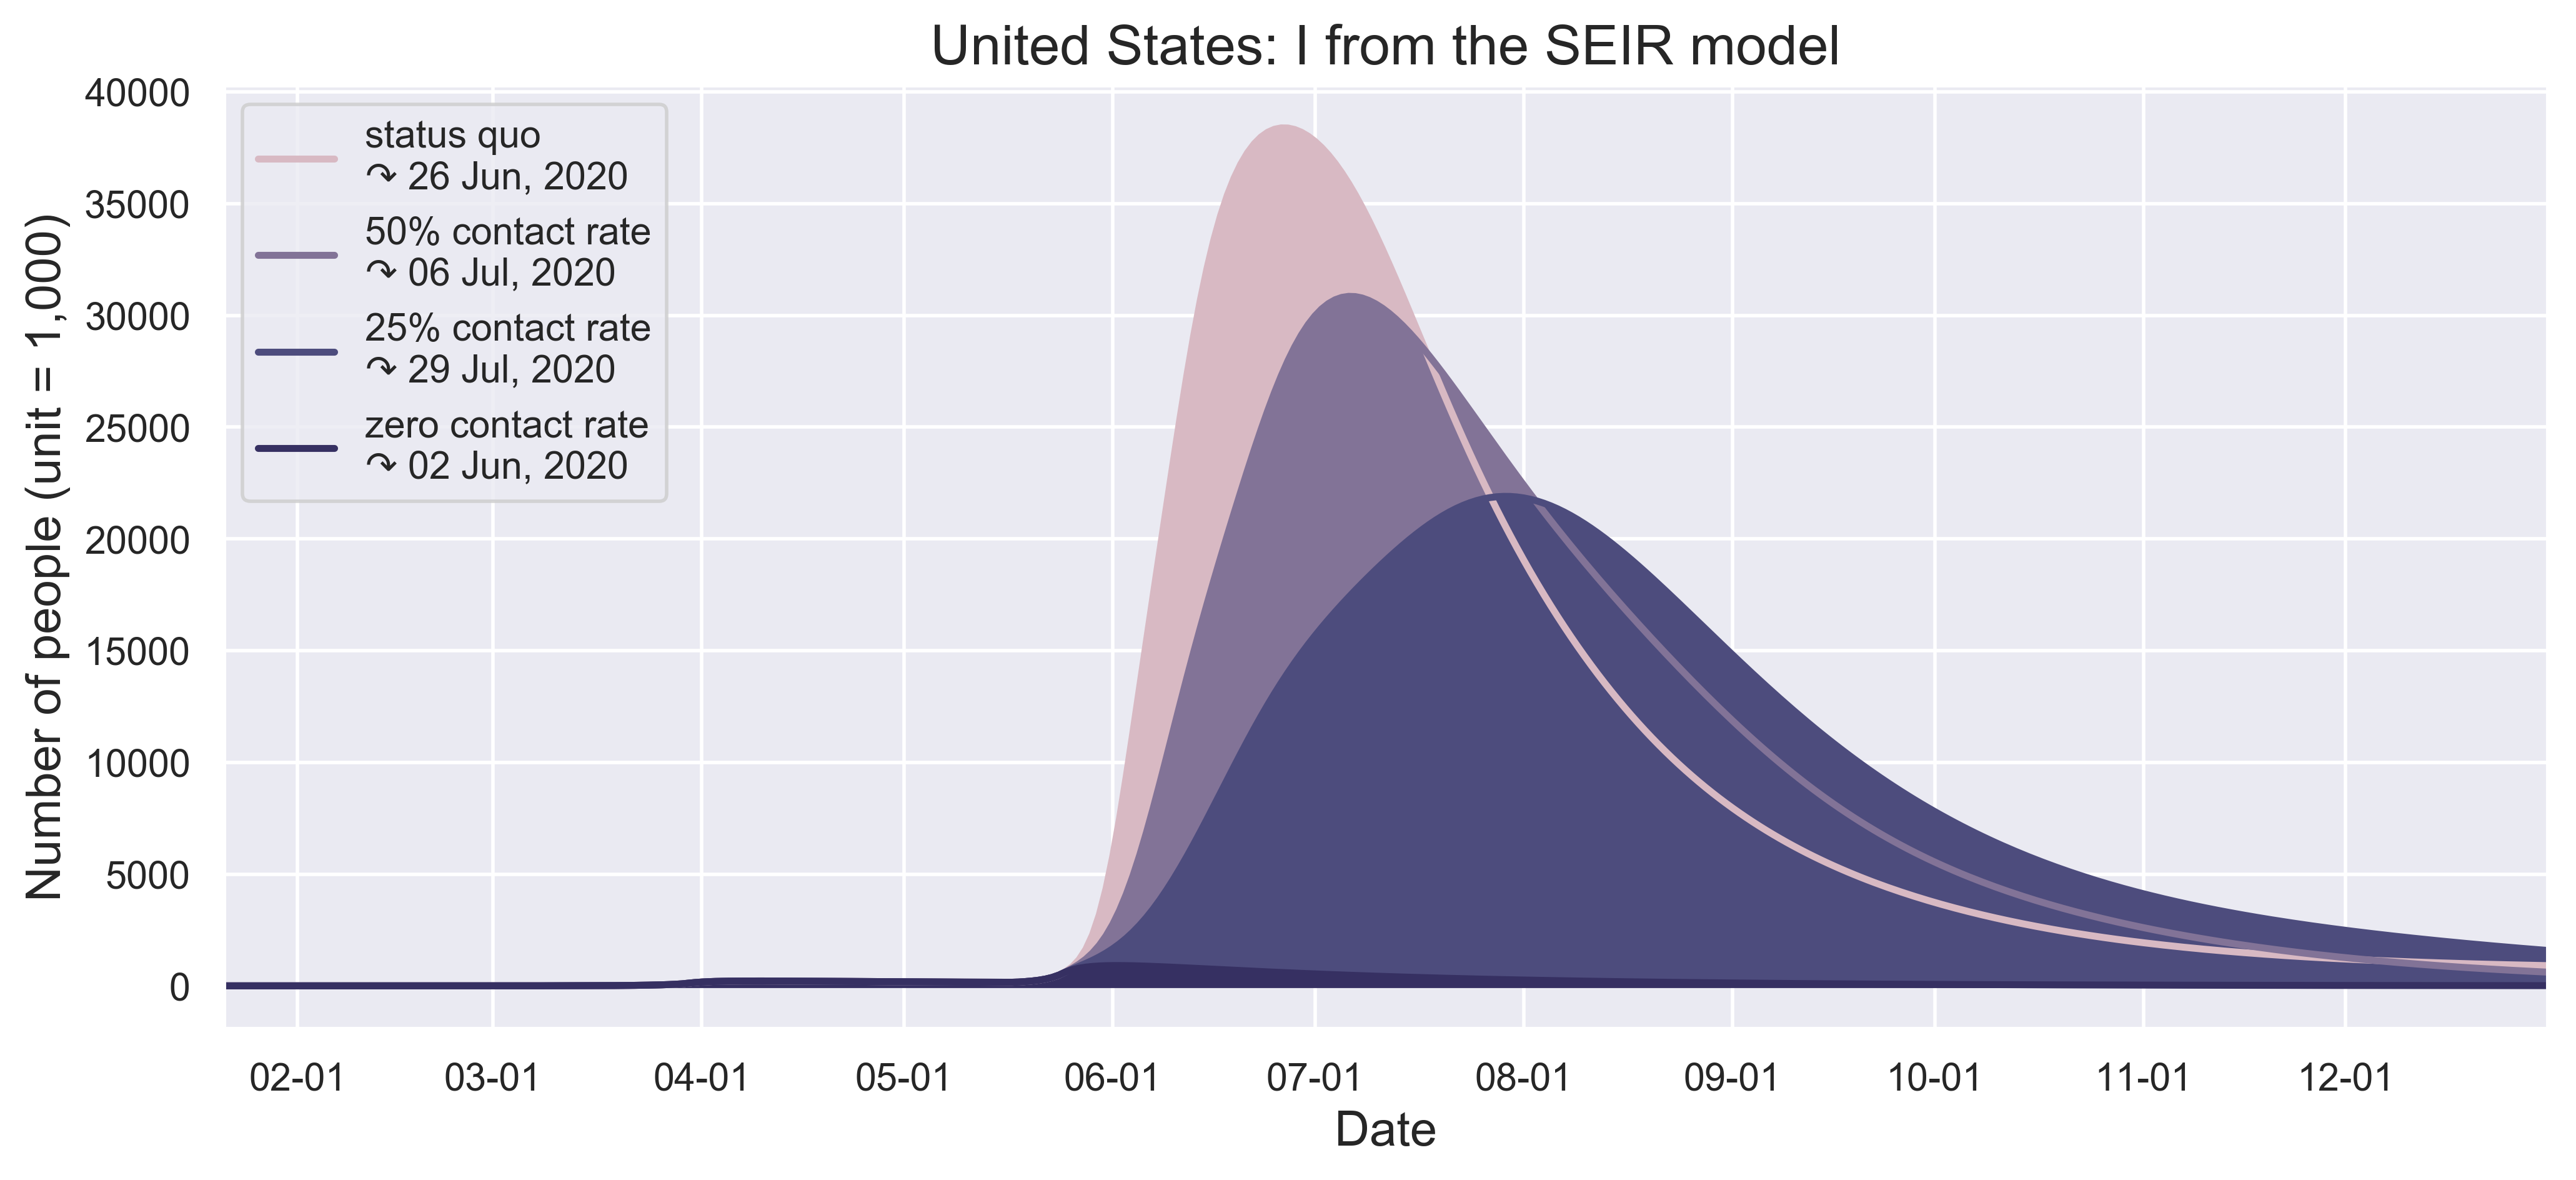 United States: I from the SEIR model
40000
35000
30000
25000
20000
15000
10000
5000
0
Number of people (unit = 1,000)
status quo
↷ 26 Jun, 2020
50% contact rate
↷ 06 Jul, 2020
25% contact rate
↷ 29 Jul, 2020
zero contact rate
↷ 02 Jun, 2020
02-01 03-01 04-01 05-01 06-01 07-01 08-01 09-01 10-01 11-01 12-01
Date